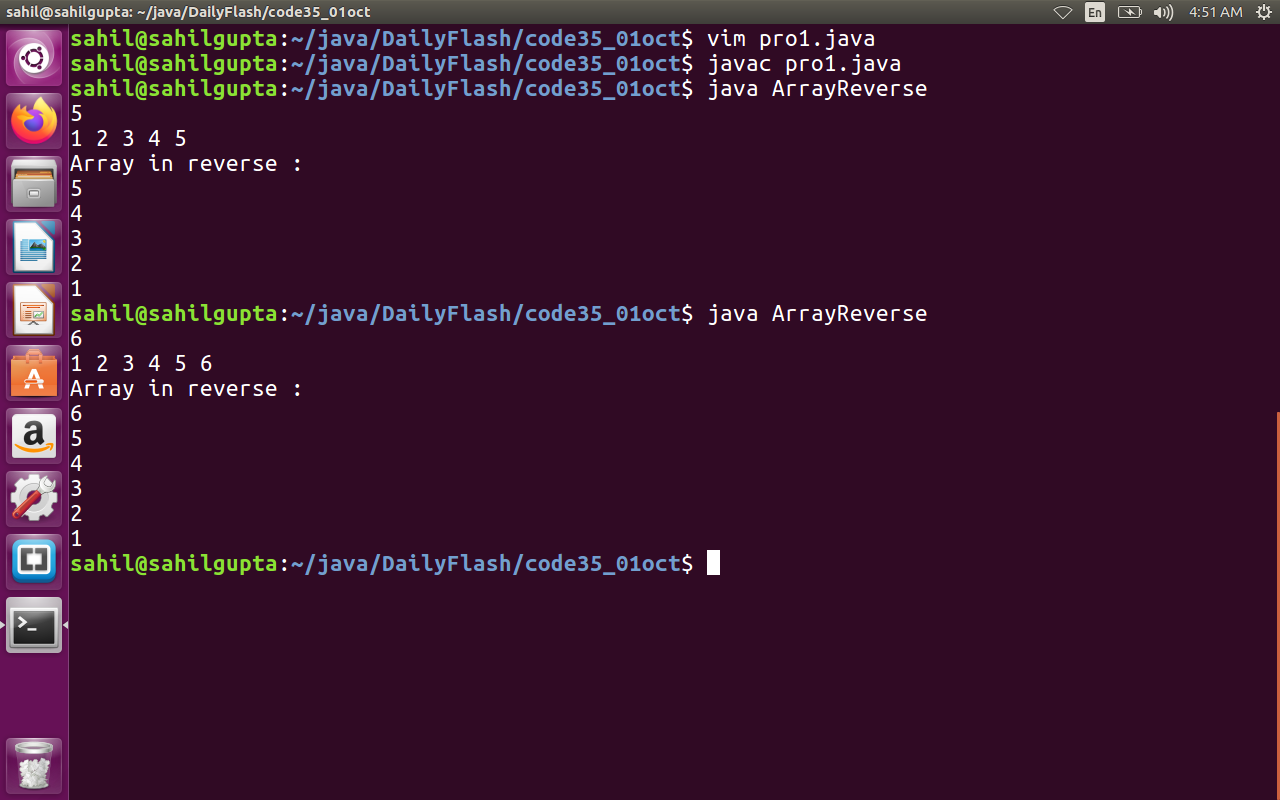 sahil@sahilgupta: ~/java/DailyFlash/code35_01oct En 4:51 AM
sahil@sahilgupta:~/java/DailyFlash/code35_01oct$ vim pro1.java
sahil@sahilgupta:~/java/DailyFlash/code35_01oct$ javac pro1.java
sahil@sahilgupta:~/java/DailyFlash/code35_01oct$ java ArrayReverse
5
1 2 3 4 5
Array in reverse :
5
4
3
2
1
sahil@sahilgupta:~/java/DailyFlash/code35_01oct$ java ArrayReverse
6
1 2 3 4 5 6
Array in reverse :
6
5
4
3
2
1
sahil@sahilgupta:~/java/DailyFlash/code35_01oct$